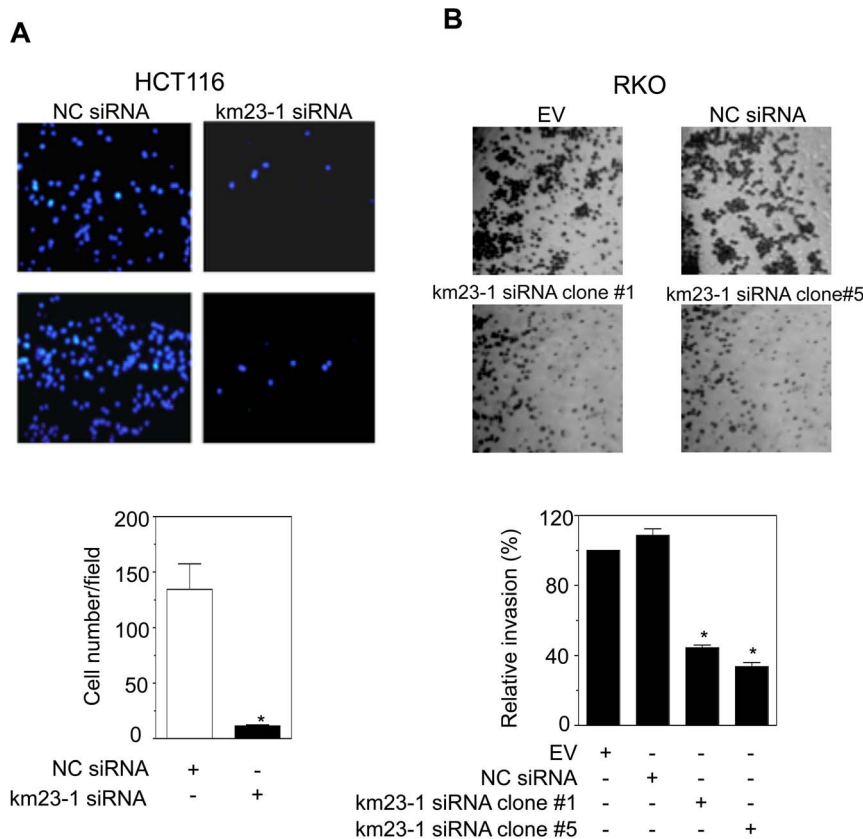 A
HCT116
NC siRNA km23-1 siRNA
200
150
100
50
0
Cell number/field
*
NC siRNA + -
km23-1 siRNA - +
B
RKO
EV NC siRNA
km23-1 siRNA clone #1 km23-1 siRNA clone#5
120
80
40
0
Relative invasion (%)
* *
EV + - - -
NC siRNA - + - -
km23-1 siRNA clone #1 - - + -
km23-1 siRNA clone #5 - - - +